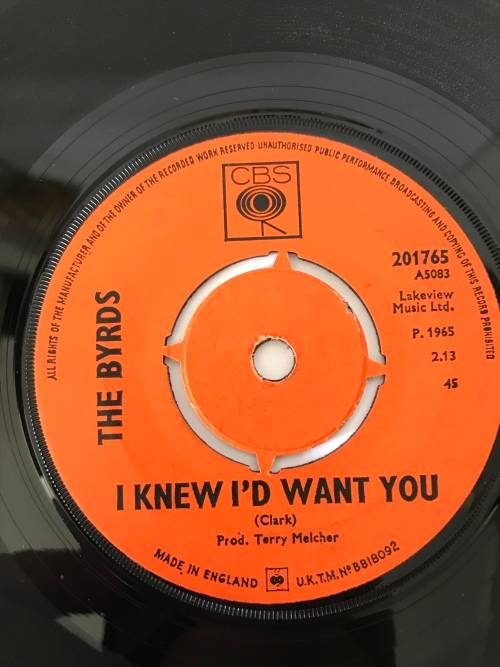 ALL RIGHTS OF THE MANUFACTURER AND OF THE OWNER OF THE RECORDED WORK RESERVED UNAUTHORISED PUBLIC PERFORMANCE BROADCASTING AND COPYING OF THIS RECORD PROHIBITED
CBS
201765
A5083
Lakeview
Music Ltd.
P. 1965
2.13
45
THE BYRDS
I KNEW I'D WANT YOU
(Clark)
Prod. Terry Melcher
MADE IN ENGLAND
U.K.T.M. Nº B818092